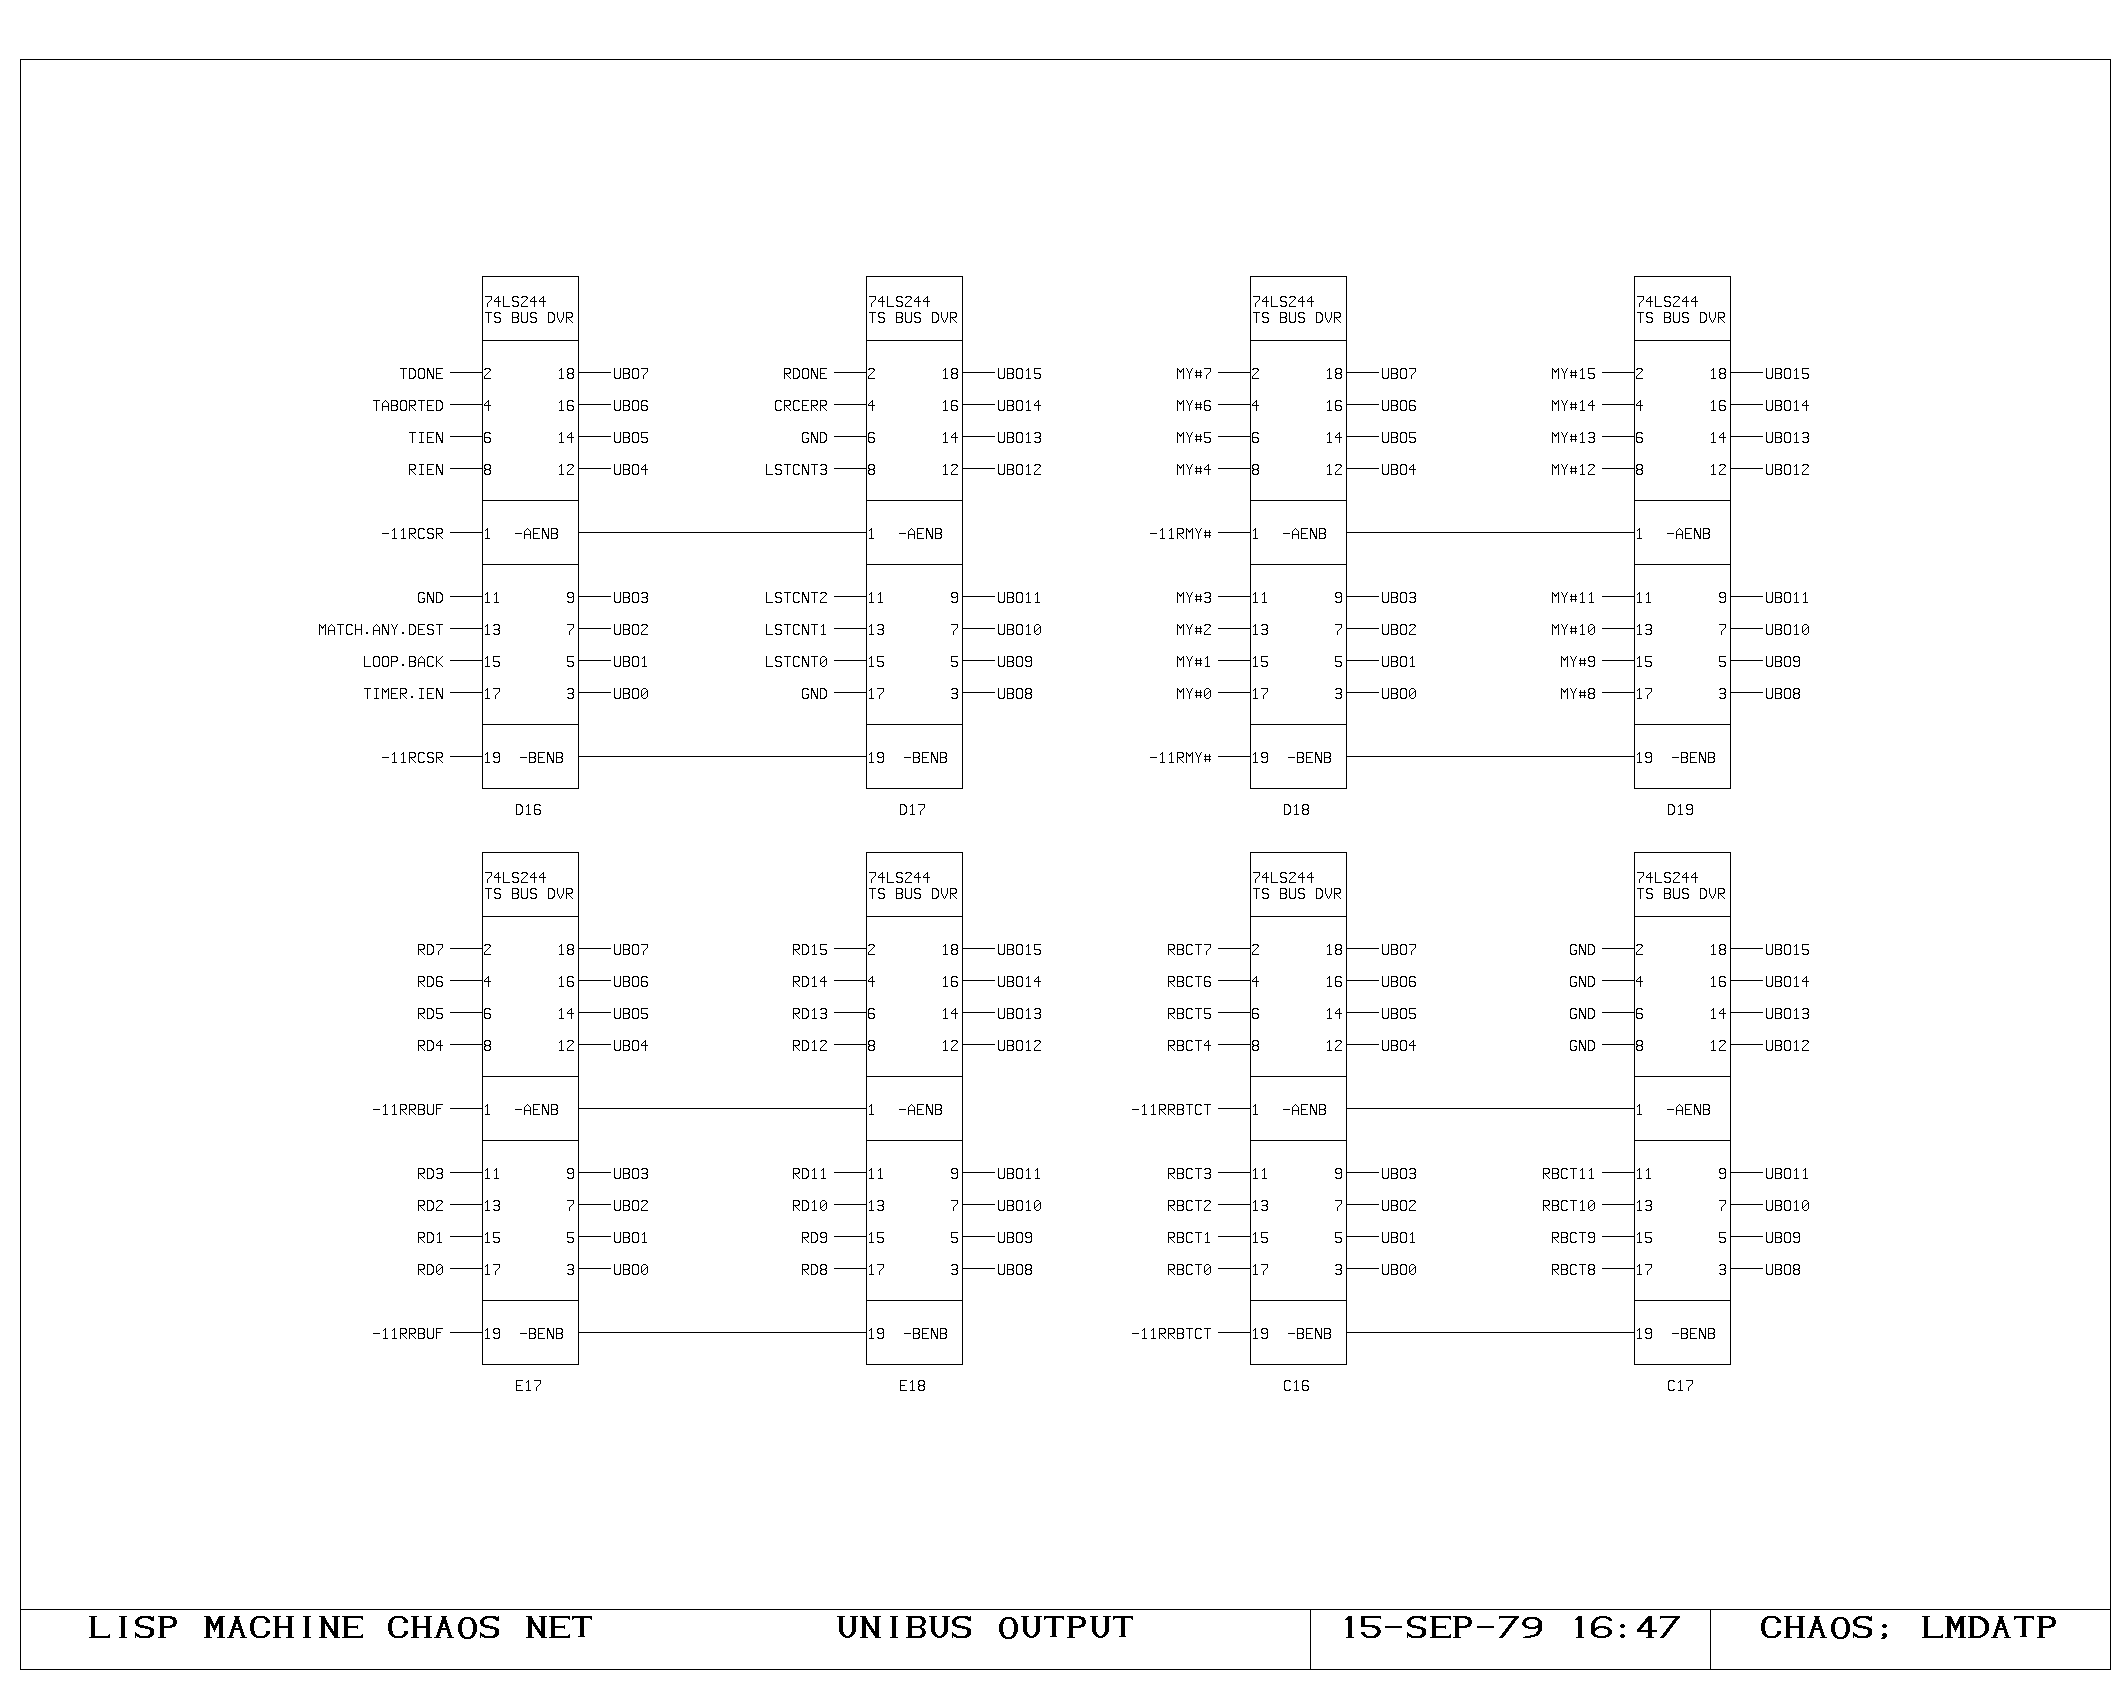 74LS244 74LS244 74LS244 74LS244
TS BUS DVR TS BUS DVR TS BUS DVR TS BUS DVR
TDONE 2 18 UBO7 RDONE 2 18 UBO15 MY#7 2 18 UBO7 MY#15 2 18 UBO15
TABORTED 4 16 UBO6 CRCERR 4 16 UBO14 MY#6 4 16 UBO6 MY#14 4 16 UBO14
TIEN 6 14 UBO5 GND 6 14 UBO13 MY#5 6 14 UBO5 MY#13 6 14 UBO13
RIEN 8 12 UBO4 LSTCNT3 8 12 UBO12 MY#4 8 12 UBO4 MY#12 8 12 UBO12
-11RCSR 1 -AENB 1 -AENB -11RMY# 1 -AENB 1 -AENB
GND 11 9 UBO3 LSTCNT2 11 9 UBO11 MY#3 11 9 UBO3 MY#11 11 9 UBO11
MATCH.ANY.DEST 13 7 UBO2 LSTCNT1 13 7 UBO10 MY#2 13 7 UBO2 MY#10 13 7 UBO10
LOOP.BACK 15 5 UBO1 LSTCNT0 15 5 UBO9 MY#1 15 5 UBO1 MY#9 15 5 UBO9
TIMER.IEN 17 3 UBO0 GND 17 3 UBO8 MY#0 17 3 UBO0 MY#8 17 3 UBO8
-11RCSR 19 -BENB 19 -BENB -11RMY# 19 -BENB 19 -BENB
D16 D17 D18 D19
74LS244 74LS244 74LS244 74LS244
TS BUS DVR TS BUS DVR TS BUS DVR TS BUS DVR
RD7 2 18 UBO7 RD15 2 18 UBO15 RBCT7 2 18 UBO7 GND 2 18 UBO15
RD6 4 16 UBO6 RD14 4 16 UBO14 RBCT6 4 16 UBO6 GND 4 16 UBO14
RD5 6 14 UBO5 RD13 6 14 UBO13 RBCT5 6 14 UBO5 GND 6 14 UBO13
RD4 8 12 UBO4 RD12 8 12 UBO12 RBCT4 8 12 UBO4 GND 8 12 UBO12
-11RRBUF 1 -AENB 1 -AENB -11RRBTCT 1 -AENB 1 -AENB
RD3 11 9 UBO3 RD11 11 9 UBO11 RBCT3 11 9 UBO3 RBCT11 11 9 UBO11
RD2 13 7 UBO2 RD10 13 7 UBO10 RBCT2 13 7 UBO2 RBCT10 13 7 UBO10
RD1 15 5 UBO1 RD9 15 5 UBO9 RBCT1 15 5 UBO1 RBCT9 15 5 UBO9
RD0 17 3 UBO0 RD8 17 3 UBO8 RBCT0 17 3 UBO0 RBCT8 17 3 UBO8
-11RRBUF 19 -BENB 19 -BENB -11RRBTCT 19 -BENB 19 -BENB
E17 E18 C16 C17
LISP MACHINE CHAOS NET UNIBUS OUTPUT 15-SEP-79 16:47 CHAOS; LMDATP